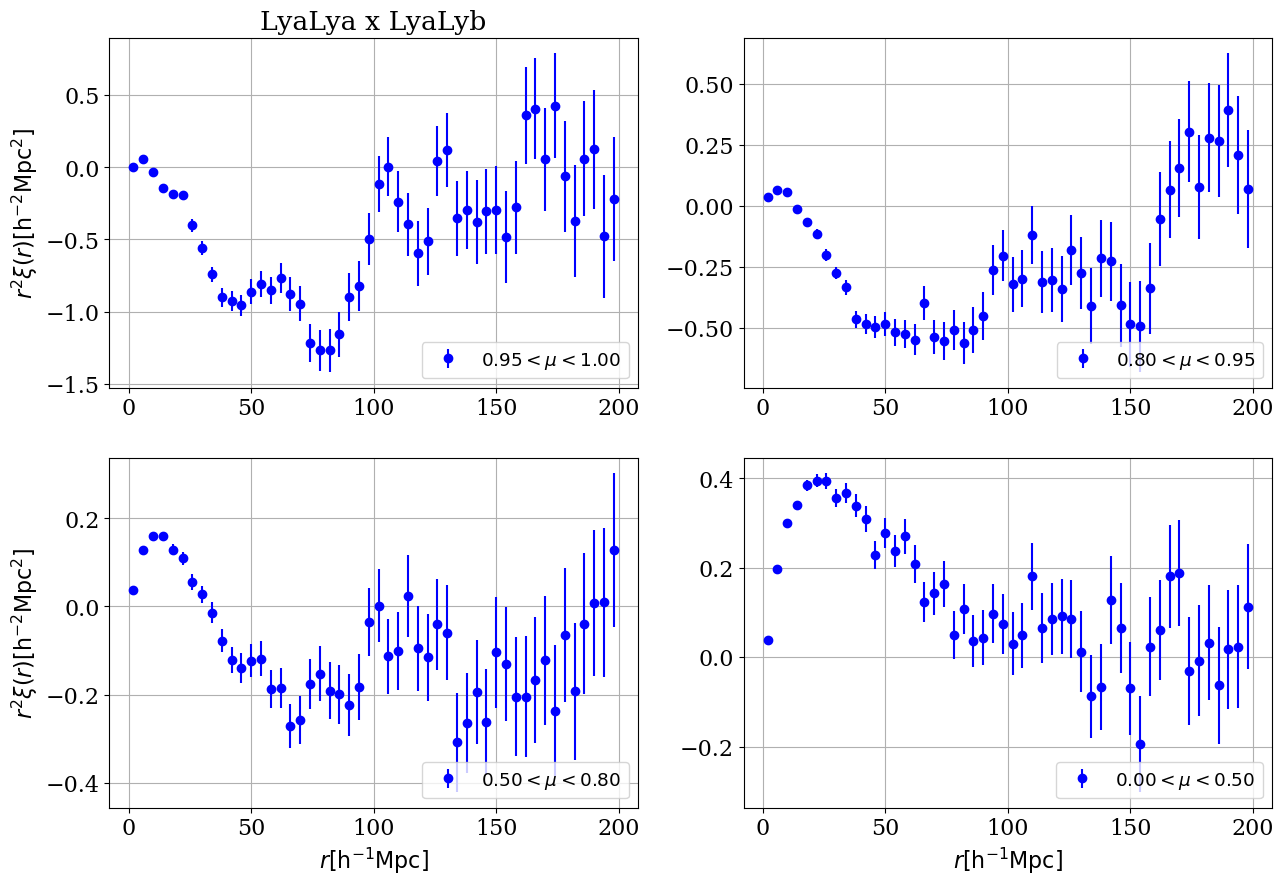 LyaLya x LyaLyb
r²ξ(r)[h⁻²Mpc²]
0.5
0.0
−0.5
−1.0
−1.5
0 50 100 150 200
0.95 < μ < 1.00
0.50
0.25
0.00
−0.25
−0.50
0 50 100 150 200
0.80 < μ < 0.95
r²ξ(r)[h⁻²Mpc²]
0.2
0.0
−0.2
−0.4
0 50 100 150 200
r[h⁻¹Mpc]
0.50 < μ < 0.80
0.4
0.2
0.0
−0.2
0 50 100 150 200
r[h⁻¹Mpc]
0.00 < μ < 0.50